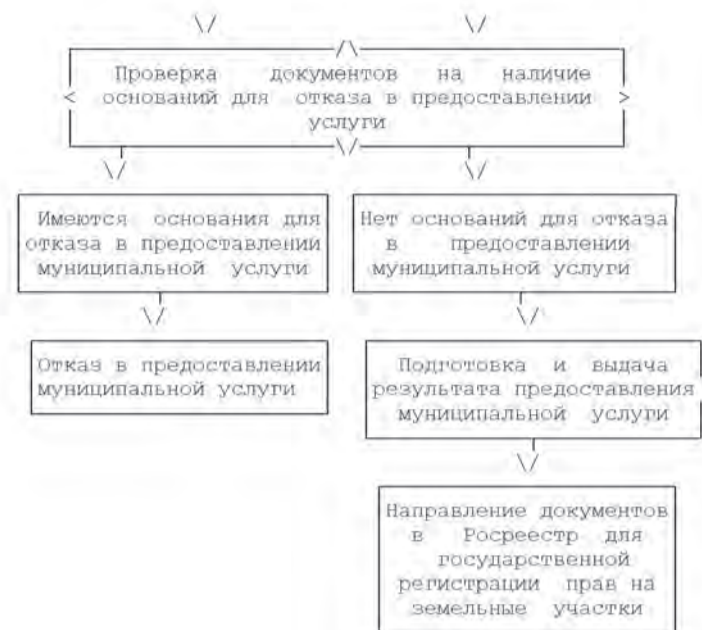 Проверка документов на наличие
оснований для отказа в предоставлении
услуги
Имеются основания для
отказа в предоставлении
муниципальной услуги
Нет оснований для отказа
в предоставлении
муниципальной услуги
Отказ в предоставлении
муниципальной услуги
Подготовка и выдача
результата предоставления
муниципальной услуги
Направление документов
в Росреестр для
государственной
регистрации прав на
земельные участки